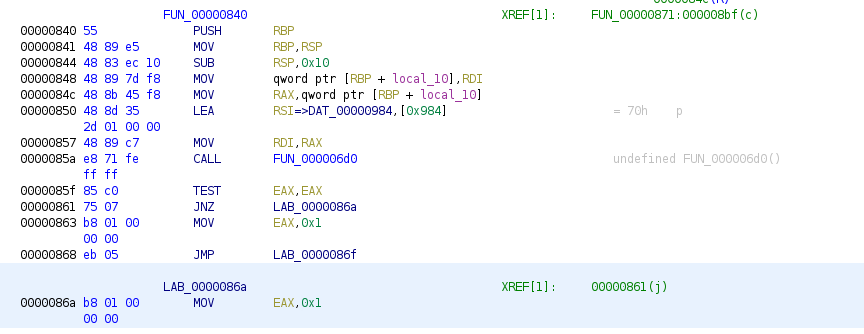 FUN_00000840 XREF[1]: FUN_00000871:000008bf(c)
00000840 55 PUSH RBP
00000841 48 89 e5 MOV RBP,RSP
00000844 48 83 ec 10 SUB RSP,0x10
00000848 48 89 7d f8 MOV qword ptr [RBP + local_10],RDI
0000084c 48 8b 45 f8 MOV RAX,qword ptr [RBP + local_10]
00000850 48 8d 35 LEA RSI=>DAT_00000984,[0x984] = 70h p
2d 01 00 00
00000857 48 89 c7 MOV RDI,RAX
0000085a e8 71 fe CALL FUN_000006d0 undefined FUN_000006d0()
ff ff
0000085f 85 c0 TEST EAX,EAX
00000861 75 07 JNZ LAB_0000086a
00000863 b8 01 00 MOV EAX,0x1
00 00
00000868 eb 05 JMP LAB_0000086f
LAB_0000086a XREF[1]: 00000861(j)
0000086a b8 01 00 MOV EAX,0x1
00 00